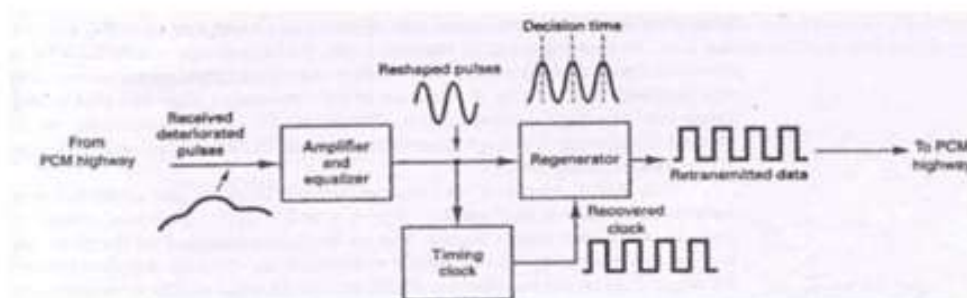 Decision time
Reshaped pulses
From
PCM highway
Received
deteriorated
pulses
Amplifier
and
equalizer
Regenerator
Retransmitted data
To PCM
highway
Recovered
clock
Timing
clock